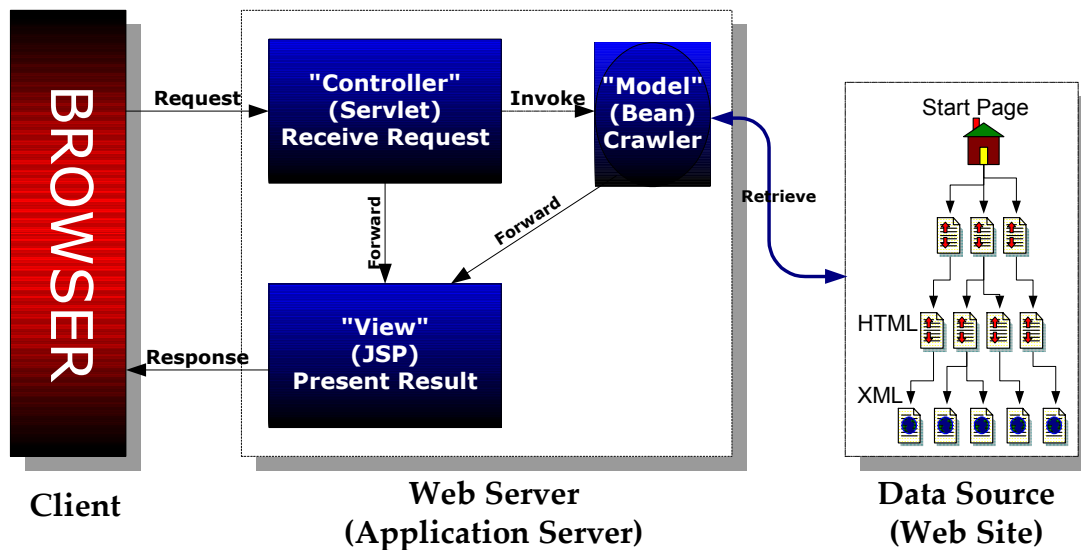 BROWSER
Request
"Controller"
(Servlet)
Receive Request
Invoke
"Model"
(Bean)
Crawler
Retrieve
Forward
Forward
"View"
(JSP)
Present Result
Response
Start Page
HTML
XML
Client
Web Server
(Application Server)
Data Source
(Web Site)